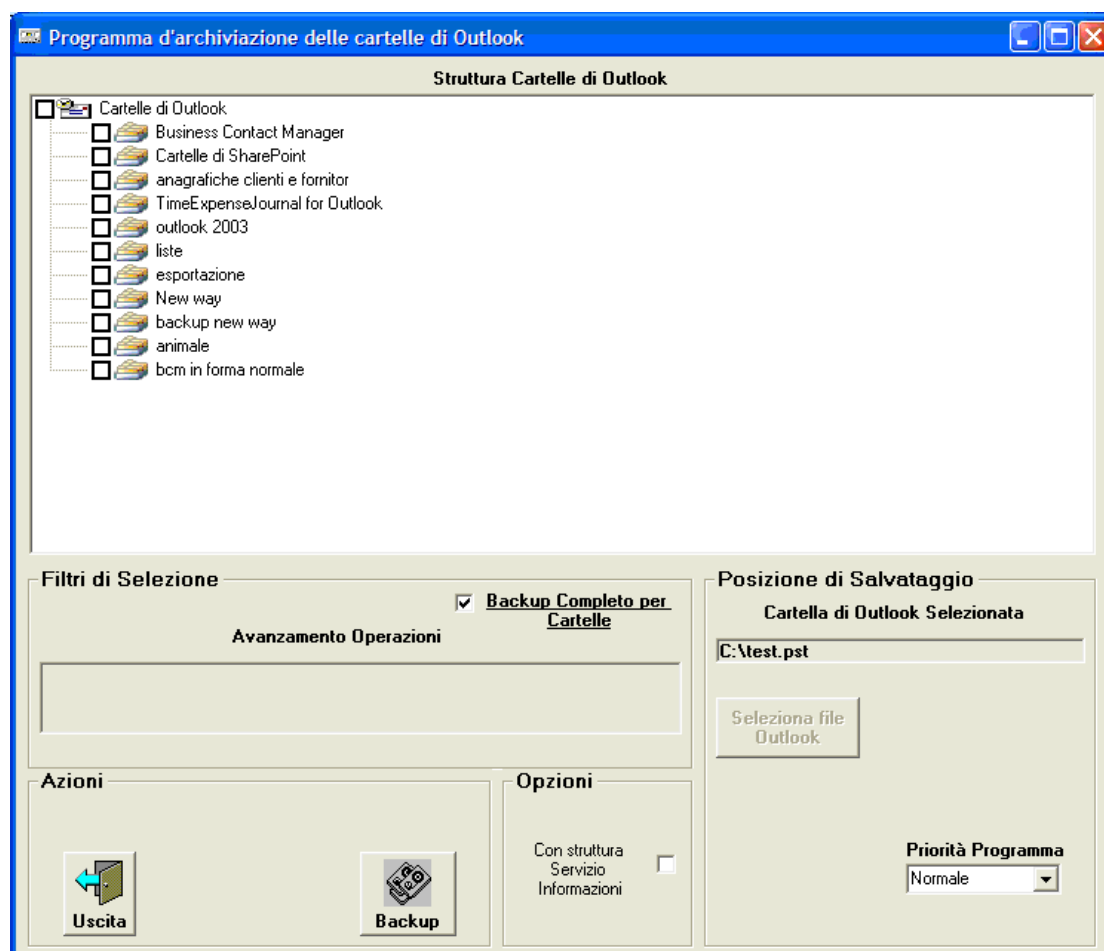 Programma d'archiviazione delle cartelle di Outlook
Struttura Cartelle di Outlook
Cartelle di Outlook
Business Contact Manager
Cartelle di SharePoint
anagrafiche clienti e fornitor
TimeExpenseJournal for Outlook
outlook 2003
liste
esportazione
New way
backup new way
animale
bcm in forma normale
Filtri di Selezione
Backup Completo per
Cartelle
Avanzamento Operazioni
Posizione di Salvataggio
Cartella di Outlook Selezionata
C:\test.pst
Seleziona file
Outlook
Azioni
Uscita
Backup
Opzioni
Con struttura
Servizio
Informazioni
Priorità Programma
Normale